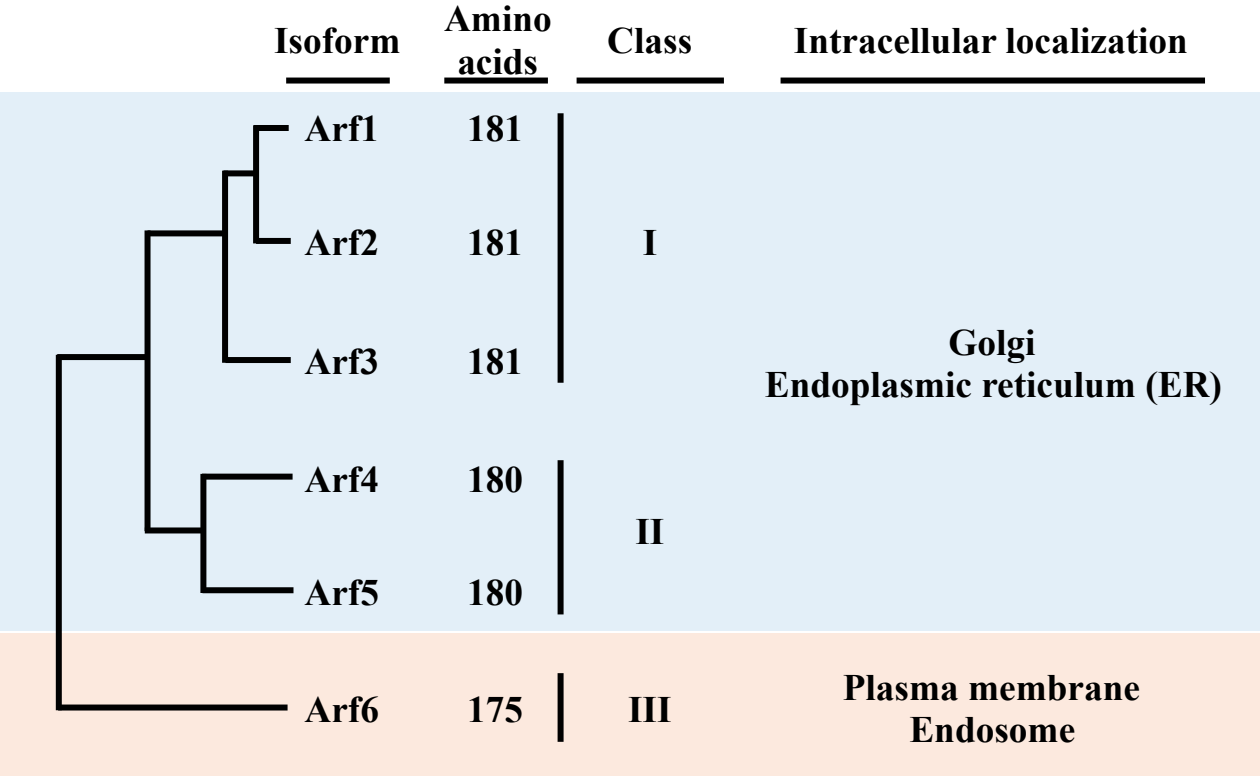 Isoform Amino acids Class Intracellular localization
Arf1 181
Arf2 181 I
Arf3 181
Golgi
Endoplasmic reticulum (ER)
Arf4 180
II
Arf5 180
Arf6 175 III
Plasma membrane
Endosome